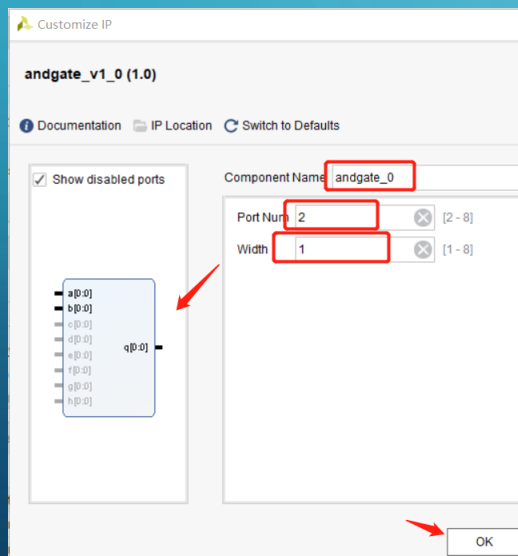 Customize IP
andgate_v1_0 (1.0)
Documentation IP Location Switch to Defaults
Show disabled ports
Component Name andgate_0
Port Num 2 [2 - 8]
Width 1 [1 - 8]
a[0:0]
b[0:0]
c[0:0]
d[0:0]
q[0:0]
e[0:0]
f[0:0]
g[0:0]
h[0:0]
OK